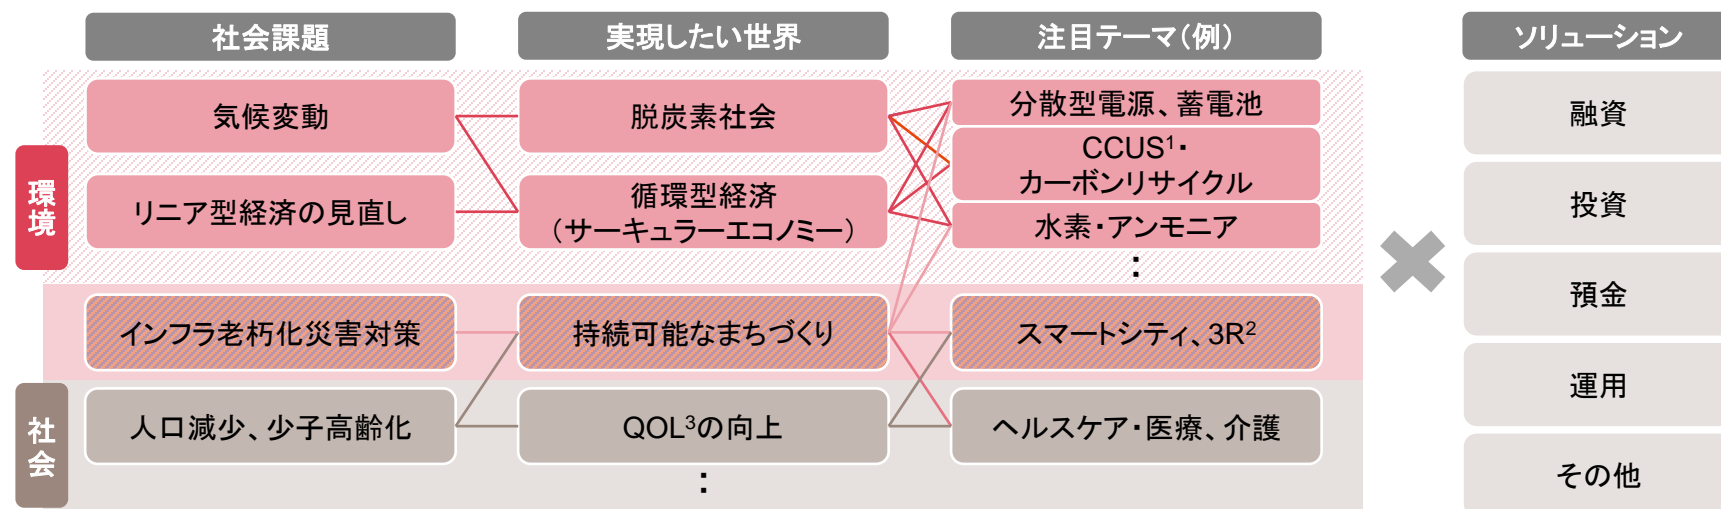 社会課題
実現したい世界
注目テーマ(例)
ソリューション
環境
気候変動
脱炭素社会
分散型電源、蓄電池
CCUS¹・
カーボンリサイクル
リニア型経済の見直し
循環型経済
(サーキュラーエコノミー)
水素・アンモニア
:
インフラ老朽化災害対策
持続可能なまちづくり
スマートシティ、3R²
社会
人口減少、少子高齢化
QOL³の向上
ヘルスケア・医療、介護
:
融資
投資
預金
運用
その他